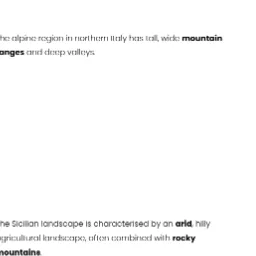 he alpine region in northern Italy has tall, wide mountain
anges and deep valleys.
he Sicilian landscape is characterised by an arid, hilly
gricultural landscape, often combined with rocky
mountains.